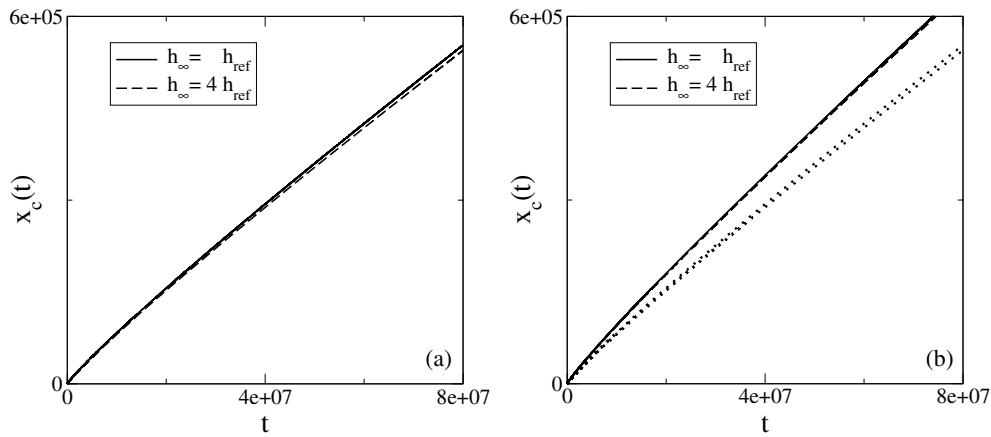 6e+05
h∞= h_ref
h∞= 4 h_ref
x_c(t)
(a)
0
0
4e+07
8e+07
t
6e+05
h∞= h_ref
h∞= 4 h_ref
x_c(t)
(b)
0
0
4e+07
8e+07
t